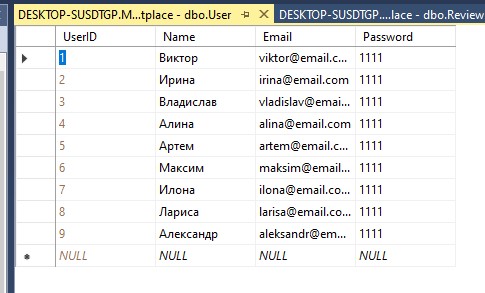 DESKTOP-SUSDTGP.M...tplace - dbo.User DESKTOP-SUSDTGP....lace - dbo.Review
UserID Name Email Password
1 Виктор viktor@email.c... 1111
2 Ирина irina@email.com 1111
3 Владислав vladislav@emai... 1111
4 Алина alina@email.com 1111
5 Артем artem@email.c... 1111
6 Максим maksim@email... 1111
7 Илона ilona@email.co... 1111
8 Лариса larisa@email.co... 1111
9 Александр aleksandr@em... 1111
NULL NULL NULL NULL